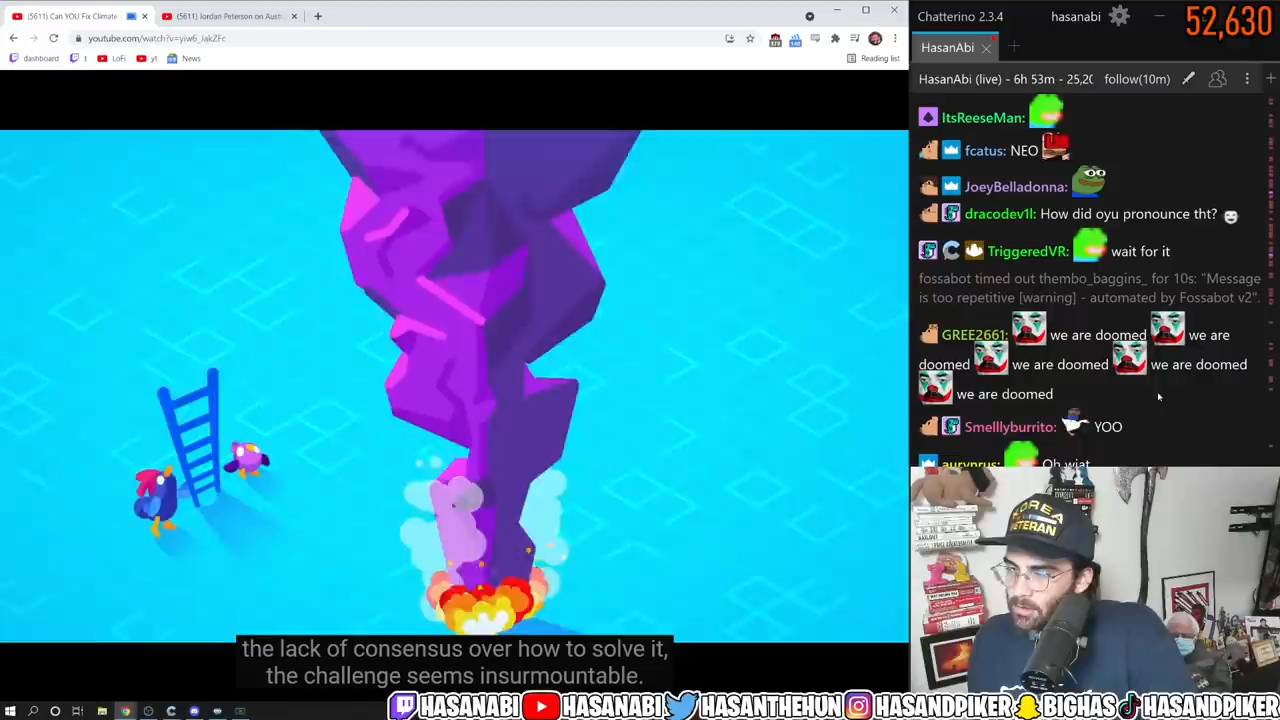 (5611) Can YOU Fix Climate
(5611) Jordan Peterson on Austr
youtube.com/watch?v=yiw6_JakZFc
dashboard
t
LoFi
yt
News
Reading list
the lack of consensus over how to solve it,
the challenge seems insurmountable.
Chatterino 2.3.4
hasanabi
52,630
HasanAbi
HasanAbi (live) - 6h 53m - 25,20
follow(10m)
ItsReeseMan:
fcatus: NEO
JoeyBelladonna:
dracodev1l: How did oyu pronounce tht?
TriggeredVR: wait for it
fossabot timed out thembo_baggins_ for 10s: "Message
is too repetitive [warning] - automated by Fossabot v2".
GREE2661: we are doomed we are
doomed we are doomed we are doomed
we are doomed
Smelllyburrito: YOO
Oh wiat
KOREA
VETERAN
HASANABI HASANABI HASANTHEHUN HASANDPIKER BIGHAS HASANDPIKER